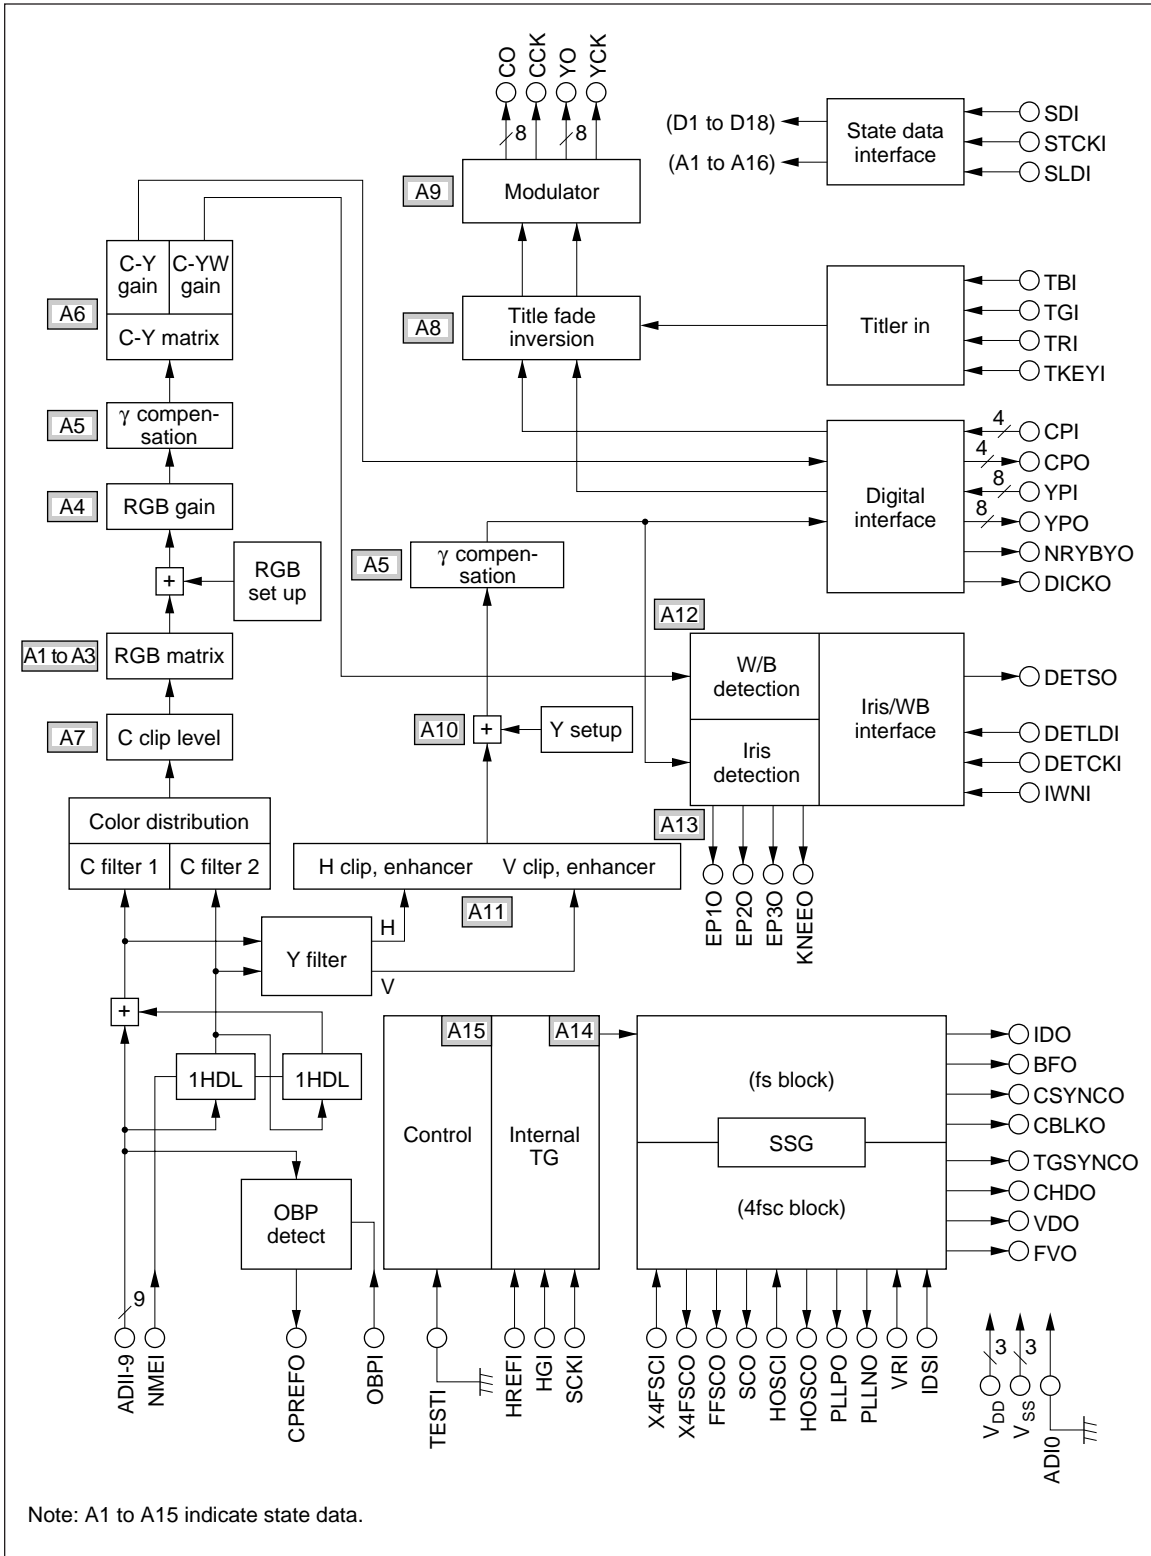 CO
CCK
YO
YCK
8
8
(D1 to D18)
(A1 to A16)
State data
interface
SDI
STCKI
SLDI
A9
Modulator
C-Y
gain
C-YW
gain
A6
C-Y matrix
A8
Title fade
inversion
Titler in
TBI
TGI
TRI
TKEYI
A5
γ compen-
sation
A4
RGB gain
+
RGB
set up
A1 to A3
RGB matrix
A7
C clip level
Color distribution
C filter 1
C filter 2
A5
γ compen-
sation
Digital
interface
4
CPI
4
CPO
8
YPI
8
YPO
NRYBYO
DICKO
A12
W/B
detection
Iris
detection
Iris/WB
interface
DETSO
DETLDI
DETCKI
IWNI
A10
+
Y setup
A13
EP1O
EP2O
EP3O
KNEEO
H clip, enhancer
V clip, enhancer
A11
H
Y filter
V
+
1HDL
1HDL
OBP
detect
A15
A14
Control
Internal
TG
(fs block)
SSG
(4fsc block)
IDO
BFO
CSYNCO
CBLKO
TGSYNCO
CHDO
VDO
FVO
9
ADII-9
NMEI
CPREFO
OBPI
TESTI
HREFI
HGI
SCKI
X4FSCI
X4FSCO
FFSCO
SCO
HOSCI
HOSCO
PLLPO
PLLNO
VRI
IDSI
3
3
VDD
VSS
ADI0
Note: A1 to A15 indicate state data.